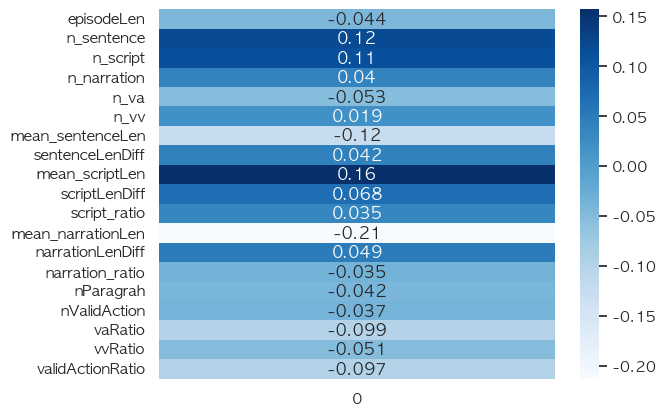 episodeLen -0.044
n_sentence 0.12
n_script 0.11
n_narration 0.04
n_va -0.053
n_vv 0.019
mean_sentenceLen -0.12
sentenceLenDiff 0.042
mean_scriptLen 0.16
scriptLenDiff 0.068
script_ratio 0.035
mean_narrationLen -0.21
narrationLenDiff 0.049
narration_ratio -0.035
nParagrah -0.042
nValidAction -0.037
vaRatio -0.099
vvRatio -0.051
validActionRatio -0.097
0
0.15
0.10
0.05
0.00
-0.05
-0.10
-0.15
-0.20